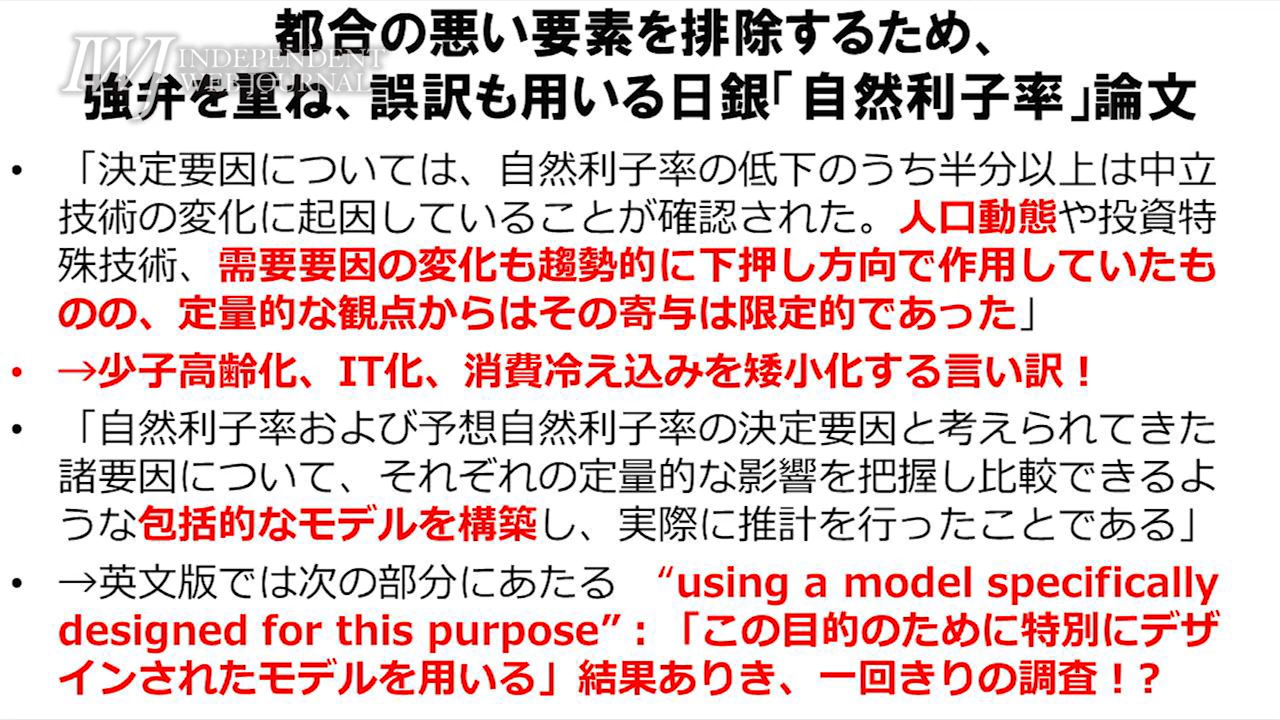 都合の悪い要素を排除するため、
IWJ INDEPENDENT
WEB JOURNAL
強弁を重ね、誤訳も用いる日銀「自然利子率」論文
• 「決定要因については、自然利子率の低下のうち半分以上は中立
技術の変化に起因していることが確認された。人口動態や投資特
殊技術、需要要因の変化も趨勢的に下押し方向で作用していたも
のの、定量的な観点からはその寄与は限定的であった」
• →少子高齢化、IT化、消費冷え込みを矮小化する言い訳！
• 「自然利子率および予想自然利子率の決定要因と考えられてきた
諸要因について、それぞれの定量的な影響を把握し比較できるよ
うな包括的なモデルを構築し、実際に推計を行ったことである」
• →英文版では次の部分にあたる “using a model specifically
designed for this purpose”：「この目的のために特別にデザ
インされたモデルを用いる」結果ありき、一回きりの調査！?